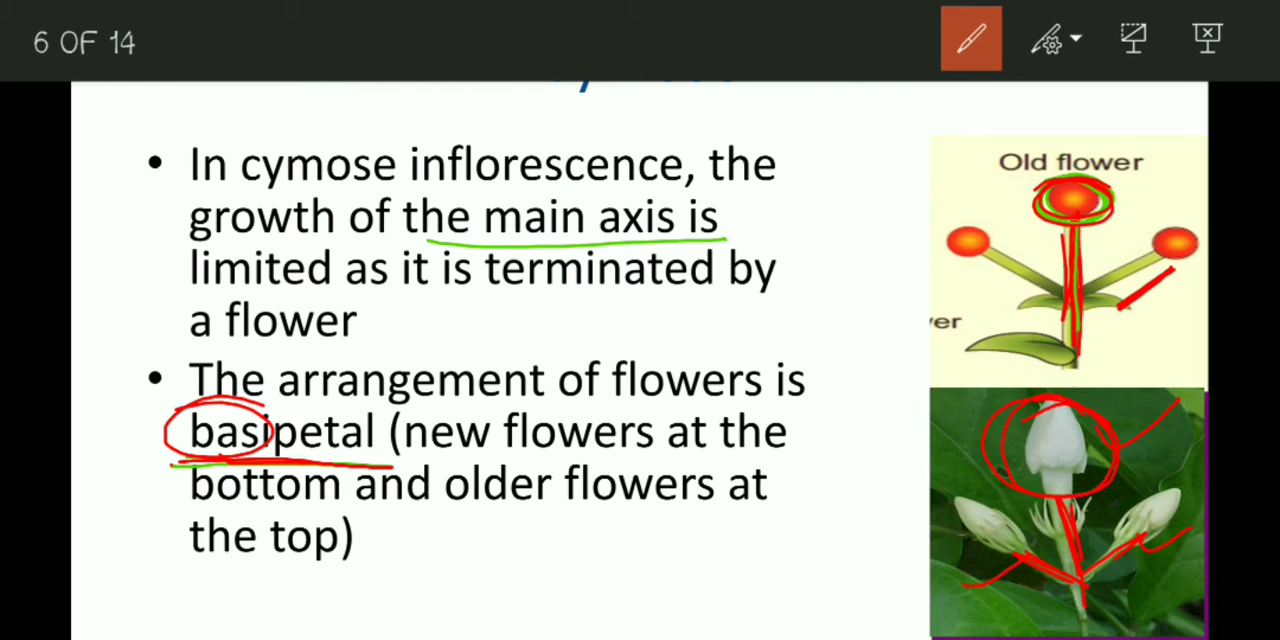 6 OF 14
• In cymose inflorescence, the
growth of the main axis is
limited as it is terminated by
a flower
• The arrangement of flowers is
basipetal (new flowers at the
bottom and older flowers at
the top)
Old flower